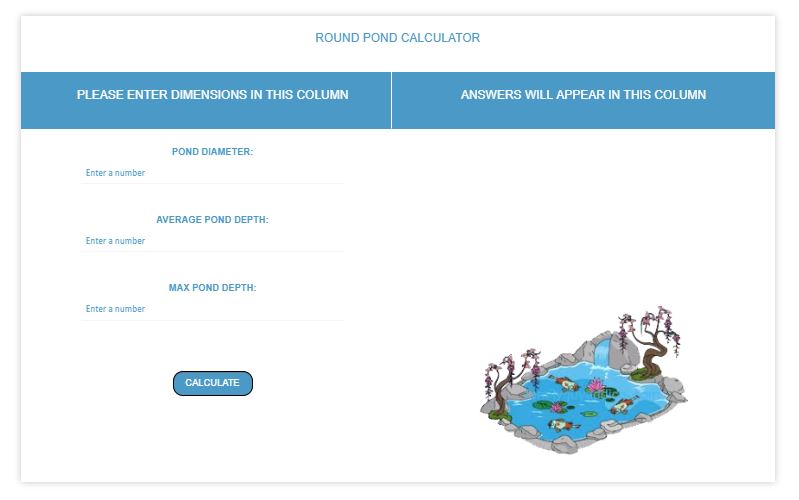 ROUND POND CALCULATOR
PLEASE ENTER DIMENSIONS IN THIS COLUMN
ANSWERS WILL APPEAR IN THIS COLUMN
POND DIAMETER:
Enter a number
AVERAGE POND DEPTH:
Enter a number
MAX POND DEPTH:
Enter a number
CALCULATE